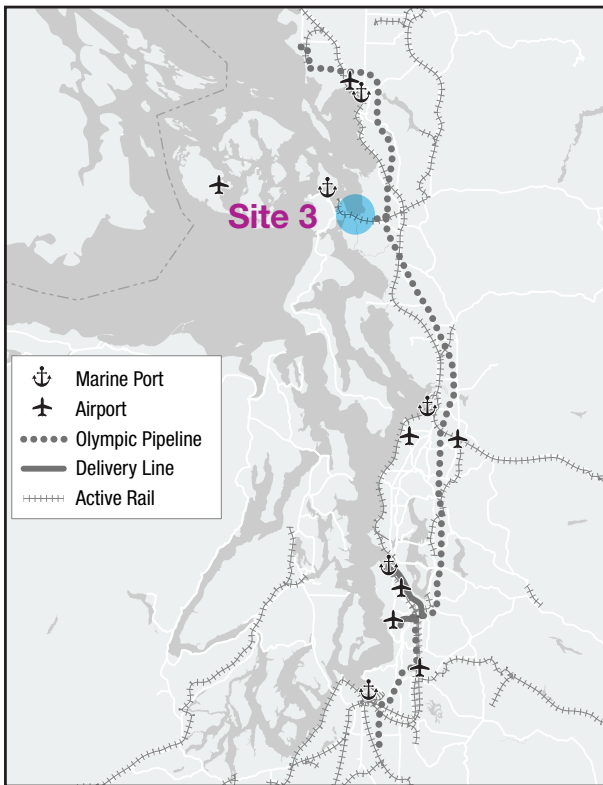 Site 3
Marine Port
Airport
Olympic Pipeline
Delivery Line
Active Rail